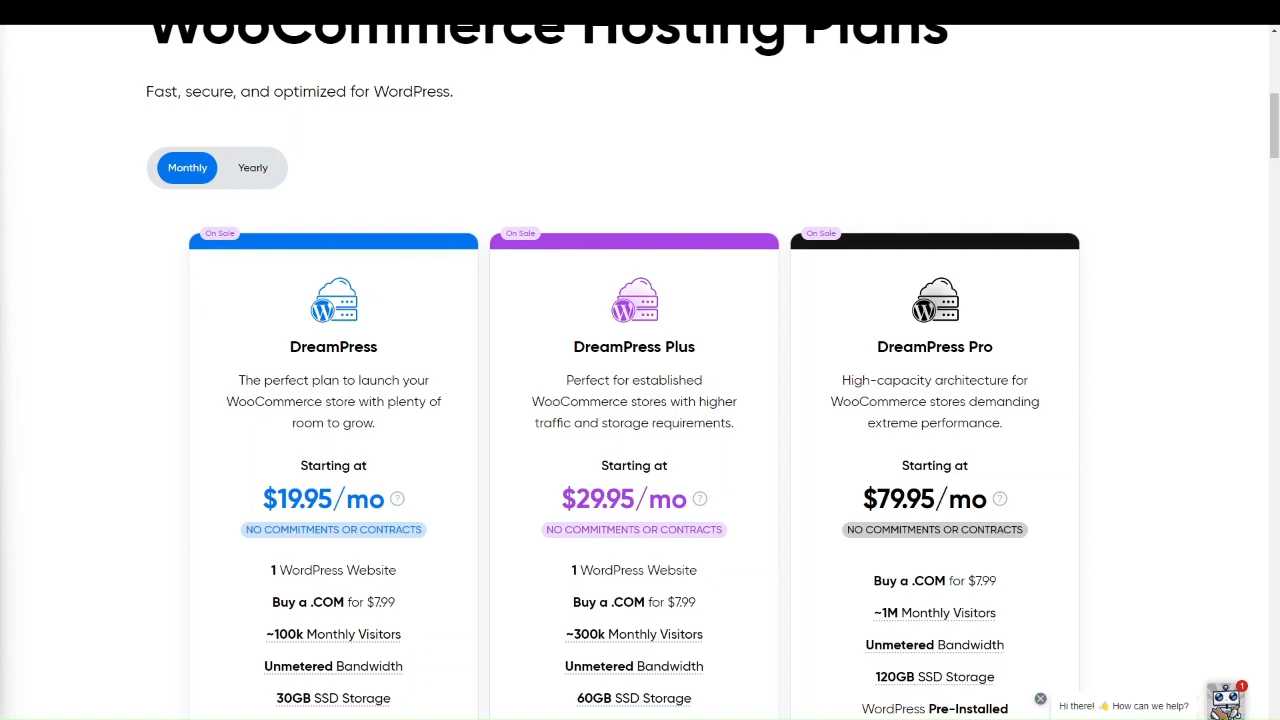 WooCommerce Hosting Plans
Fast, secure, and optimized for WordPress.
Monthly Yearly
On Sale
DreamPress
The perfect plan to launch your
WooCommerce store with plenty of
room to grow.
Starting at
$19.95/mo ?
NO COMMITMENTS OR CONTRACTS
1 WordPress Website
Buy a .COM for $7.99
~100k Monthly Visitors
Unmetered Bandwidth
30GB SSD Storage
On Sale
DreamPress Plus
Perfect for established
WooCommerce stores with higher
traffic and storage requirements.
Starting at
$29.95/mo ?
NO COMMITMENTS OR CONTRACTS
1 WordPress Website
Buy a .COM for $7.99
~300k Monthly Visitors
Unmetered Bandwidth
60GB SSD Storage
On Sale
DreamPress Pro
High-capacity architecture for
WooCommerce stores demanding
extreme performance.
Starting at
$79.95/mo ?
NO COMMITMENTS OR CONTRACTS
Buy a .COM for $7.99
~1M Monthly Visitors
Unmetered Bandwidth
120GB SSD Storage
WordPress Pre-Installed
Hi there! 👋 How can we help?
1